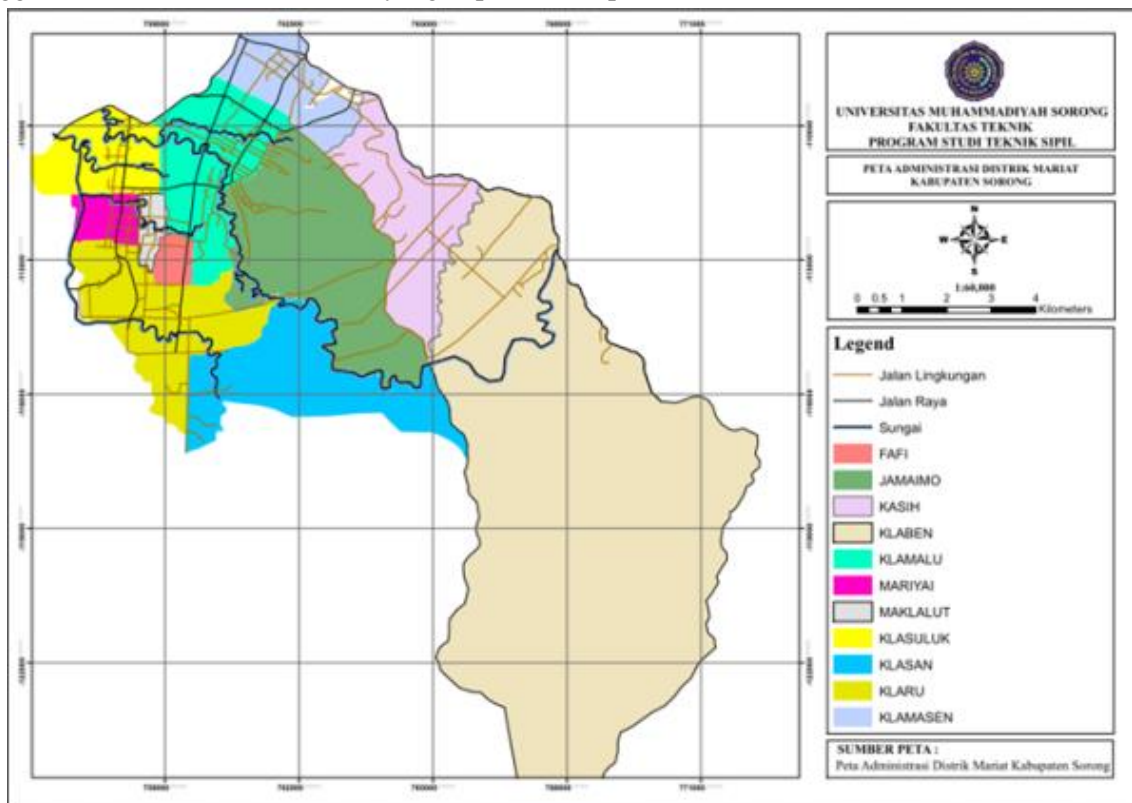 UNIVERSITAS MUHAMMADIYAH SORONG
FAKULTAS TEKNIK
PROGRAM STUDI TEKNIK SIPIL
PETA ADMINISTRASI DISTRIK MARIAT
KABUPATEN SORONG
N
W E
S
1:60,000
0 0.5 1 2 3 4
Kilometers
Legend
Jalan Lingkungan
Jalan Raya
Sungai
FAFI
JAMAIMO
KASIH
KLABEN
KLAMALU
MARIYAI
MAKLALUT
KLASULUK
KLASAN
KLARU
KLAMASEN
SUMBER PETA :
Peta Administrasi Distrik Mariat Kabupaten Sorong